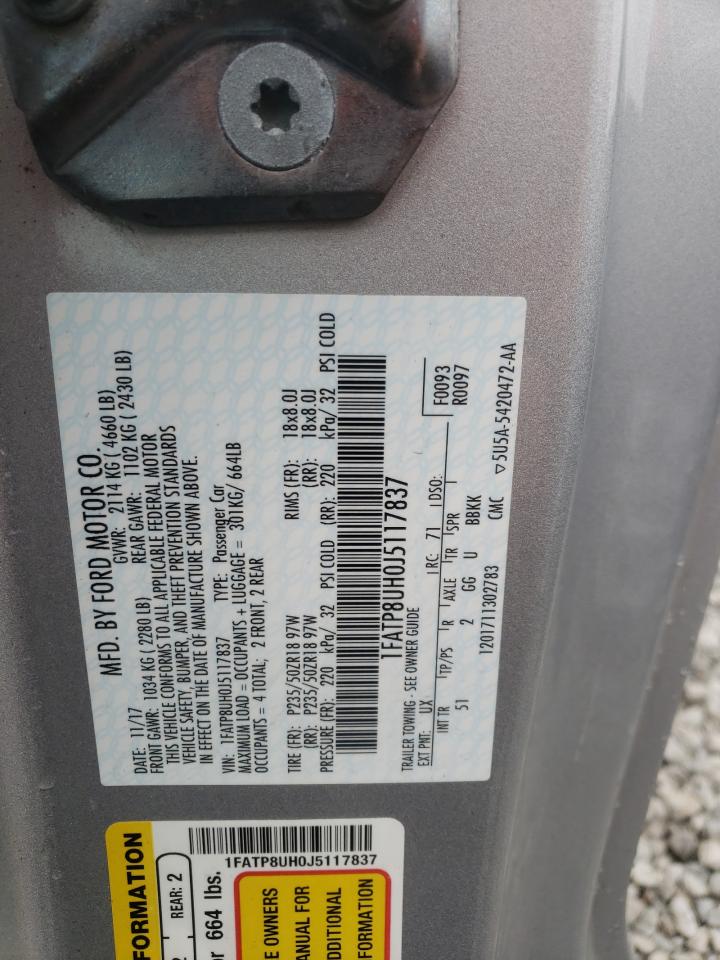 MFD. BY FORD MOTOR CO.
DATE: 11/17 GVWR: 2114 KG ( 4660 LB)
FRONT GAWR: 1034 KG ( 2280 LB) REAR GAWR: 1102 KG ( 2430 LB)
THIS VEHICLE CONFORMS TO ALL APPLICABLE FEDERAL MOTOR
VEHICLE SAFETY, BUMPER, AND THEFT PREVENTION STANDARDS
IN EFFECT ON THE DATE OF MANUFACTURE SHOWN ABOVE.
VIN: 1FATP8UH0J5117837 TYPE: Passenger Car
MAXIMUM LOAD = OCCUPANTS + LUGGAGE = 301KG/ 664LB
OCCUPANTS = 4 TOTAL; 2 FRONT, 2 REAR
TIRE (FR): P235/50ZR18 97W RIMS (FR): 18x8.0J
(RR): P235/50ZR18 97W (RR): 18x8.0J
PRESSURE (FR): 220 kPa/ 32 PSI COLD (RR): 220 kPa/ 32 PSI COLD
1FATP8UH0J5117837
TRAILER TOWING - SEE OWNER GUIDE
EXT PNT: UX RC: 71 DSO: F0093
R0097
INT TR TP/PS R AXLE TR SPR
51 2 GG U BBKK
1201711302783 CMC ▽5U5A-5420472-AA
FORMATION
REAR: 2
or 664 lbs.
1FATP8UH0J5117837
E OWNERS
ANUAL FOR
DDITIONAL
FORMATION